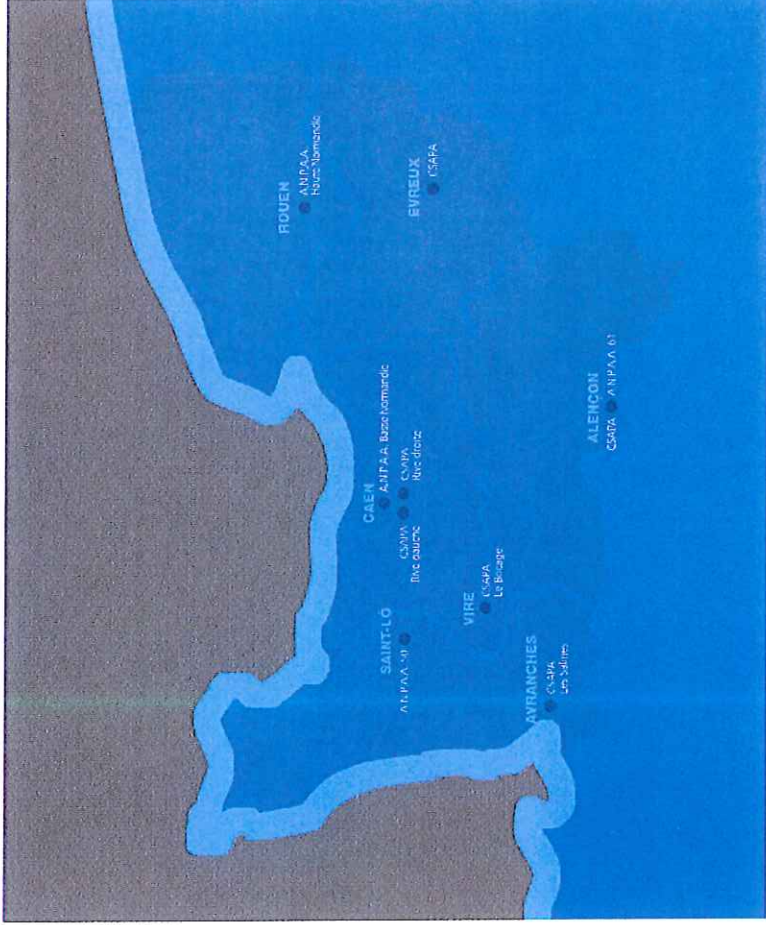 ROUEN
A.N.P.A.A.
Haute Normandie
EVREUX
CSAPA
CAEN
A.N.P.A.A. Basse Normandie
CSAPA
Rive gauche
CSAPA
Rive droite
SAINT-LÔ
A.N.P.A.A. 50
VIRE
CSAPA
Le Bocage
AVRANCHES
CSAPA
Les Salines
ALENCON
CSAPA
A.N.P.A.A. 61